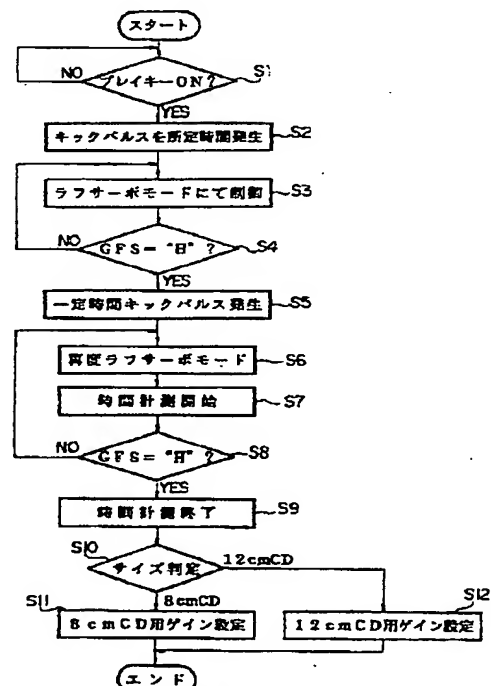 スタート
プレイキーON?
S1
NO
YES
キックパルスを所定時間発生
S2
ラフサーボモードにて制御
S3
GFS="H"?
S4
NO
YES
一定時間キックパルス発生
S5
再度ラフサーボモード
S6
時間計測開始
S7
GFS="H"?
S8
NO
YES
時間計測終了
S9
S10
サイズ判定
12cmCD
8cmCD
S11
8cmCD用ゲイン設定
S12
12cmCD用ゲイン設定
エンド